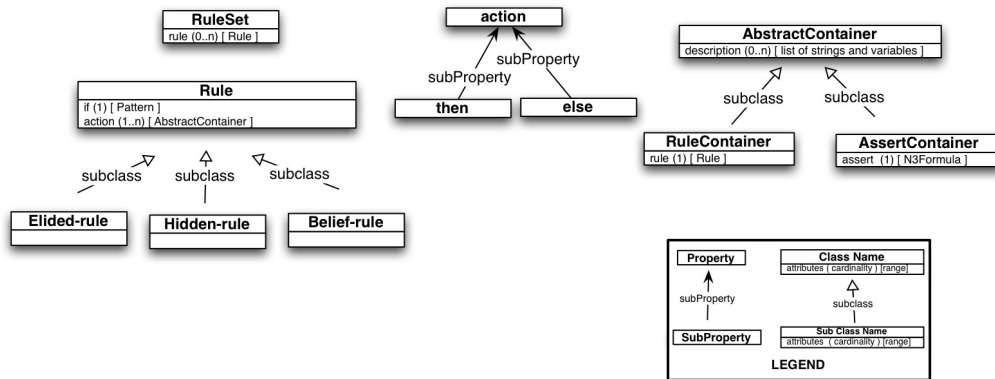 RuleSet
rule (0..n) [ Rule ]
action
subProperty
subProperty
then
else
AbstractContainer
description (0..n) [ list of strings and variables ]
subclass
subclass
RuleContainer
rule (1) [ Rule ]
AssertContainer
assert (1) [ N3Formula ]
Rule
if (1) [ Pattern ]
action (1..n) [ AbstractContainer ]
subclass
subclass
subclass
Elided-rule
Hidden-rule
Belief-rule
Property
subProperty
SubProperty
Class Name
attributes ( cardinality ) [range]
subclass
Sub Class Name
attributes ( cardinality ) [range]
LEGEND